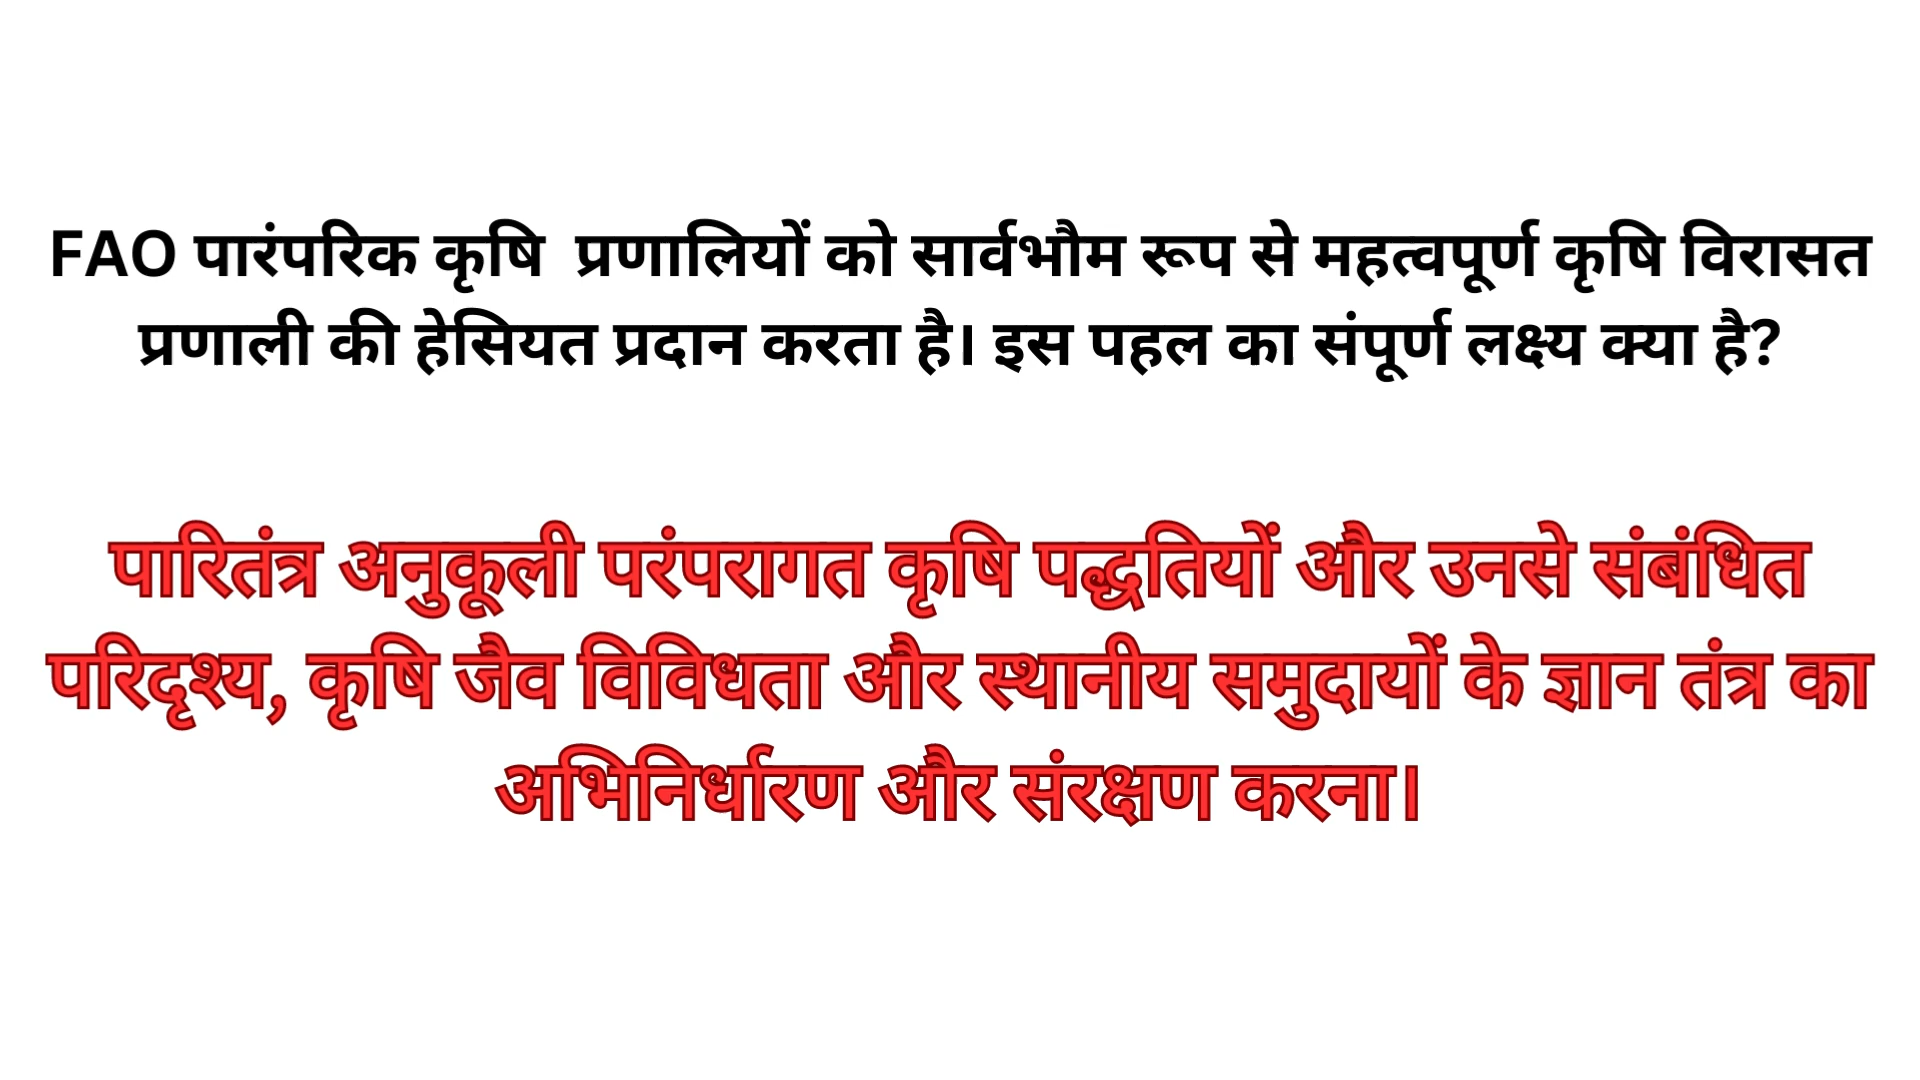 FAO पारंपरिक कृषि  प्रणालियों को सार्वभौम रूप से महत्वपूर्ण कृषि विरासत
प्रणाली की हेसियत प्रदान करता है। इस पहल का संपूर्ण लक्ष्य क्या है?
पारितंत्र अनुकूली परंपरागत कृषि पद्धतियों और उनसे संबंधित
परिदृश्य, कृषि जैव विविधता और स्थानीय समुदायों के ज्ञान तंत्र का
अभिनिर्धारण और संरक्षण करना।